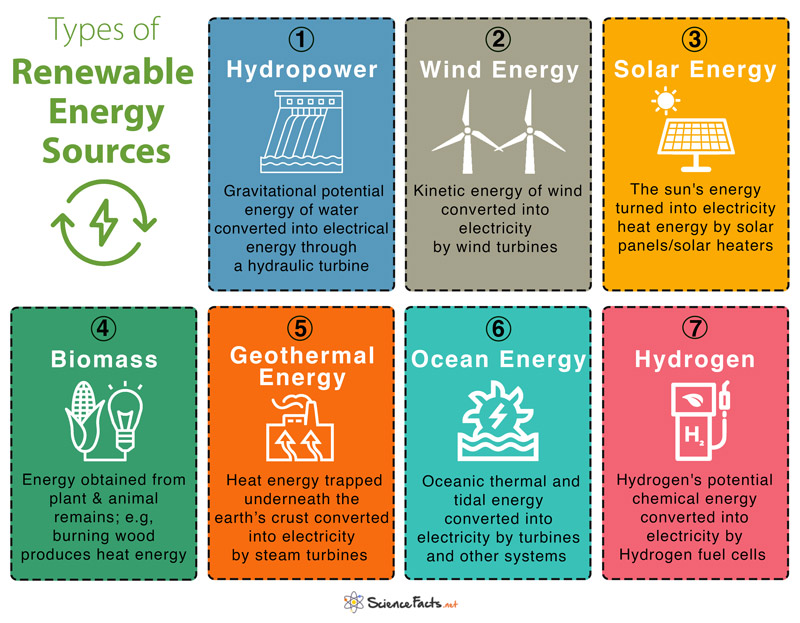 Types of
Renewable
Energy
Sources
①
Hydropower
Gravitational potential
energy of water
converted into electrical
energy through
a hydraulic turbine
②
Wind Energy
Kinetic energy of wind
converted into
electricity
by wind turbines
③
Solar Energy
The sun's energy
turned into electricity
heat energy by solar
panels/solar heaters
④
Biomass
Energy obtained from
plant & animal
remains; e.g,
burning wood
produces heat energy
⑤
Geothermal
Energy
Heat energy trapped
underneath the
earth's crust converted
into electricity
by steam turbines
⑥
Ocean Energy
Oceanic thermal and
tidal energy
converted into
electricity by turbines
and other systems
⑦
Hydrogen
H₂
Hydrogen's potential
chemical energy
converted into
electricity by
Hydrogen fuel cells
ScienceFacts.net